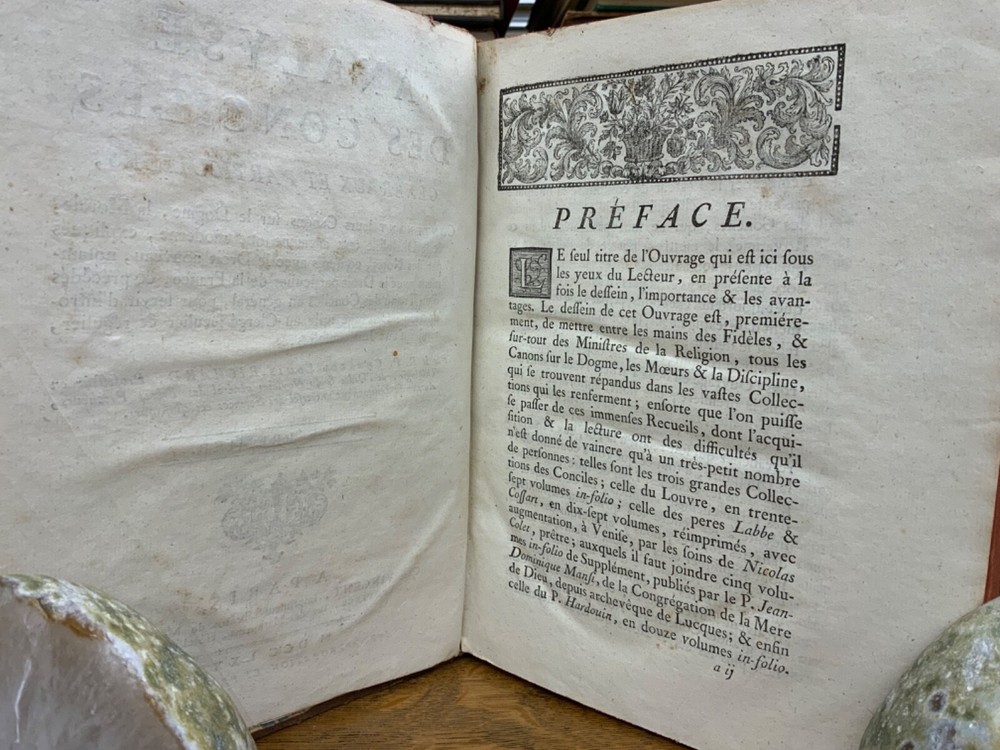 PRÉFACE.
LE ſeul titre de l'Ouvrage qui eſt ici ſous
les yeux du Lecteur, en préſente à la
fois le deſſein, l'importance & les avan-
tages. Le deſſein de cet Ouvrage eſt, premiére-
ment, de mettre entre les mains des Fidèles, &
ſur-tout des Miniſtres de la Religion, tous les
Canons ſur le Dogme, les Mœurs & la Diſcipline,
qui ſe trouvent répandus dans les vaſtes Collec-
tions qui les renferment ; enſorte que l'on puiſſe
ſe paſſer de ces immenſes Recueils, dont l'acqui-
ſition & la lecture ont des difficultés qu'il
n'eſt donné de vaincre qu'à un très-petit nombre
de perſonnes : telles ſont les trois grandes Collec-
tions des Conciles ; celle du Louvre, en trente-
ſept volumes in-folio ; celle des peres Labbe &
Coſſart, en dix-ſept volumes, réimprimés, avec
augmentation, à Veniſe, par les ſoins de Nicolas
Colet, prêtre ; auxquels il faut joindre cinq volu-
mes in-folio de Supplément, publiés par le P. Jean-
Dominique Manſi, de la Congrégation de la Mere
de Dieu, depuis archevêque de Lucques ; & enfin
celle du P. Hardouin, en douze volumes in-folio.
a ij